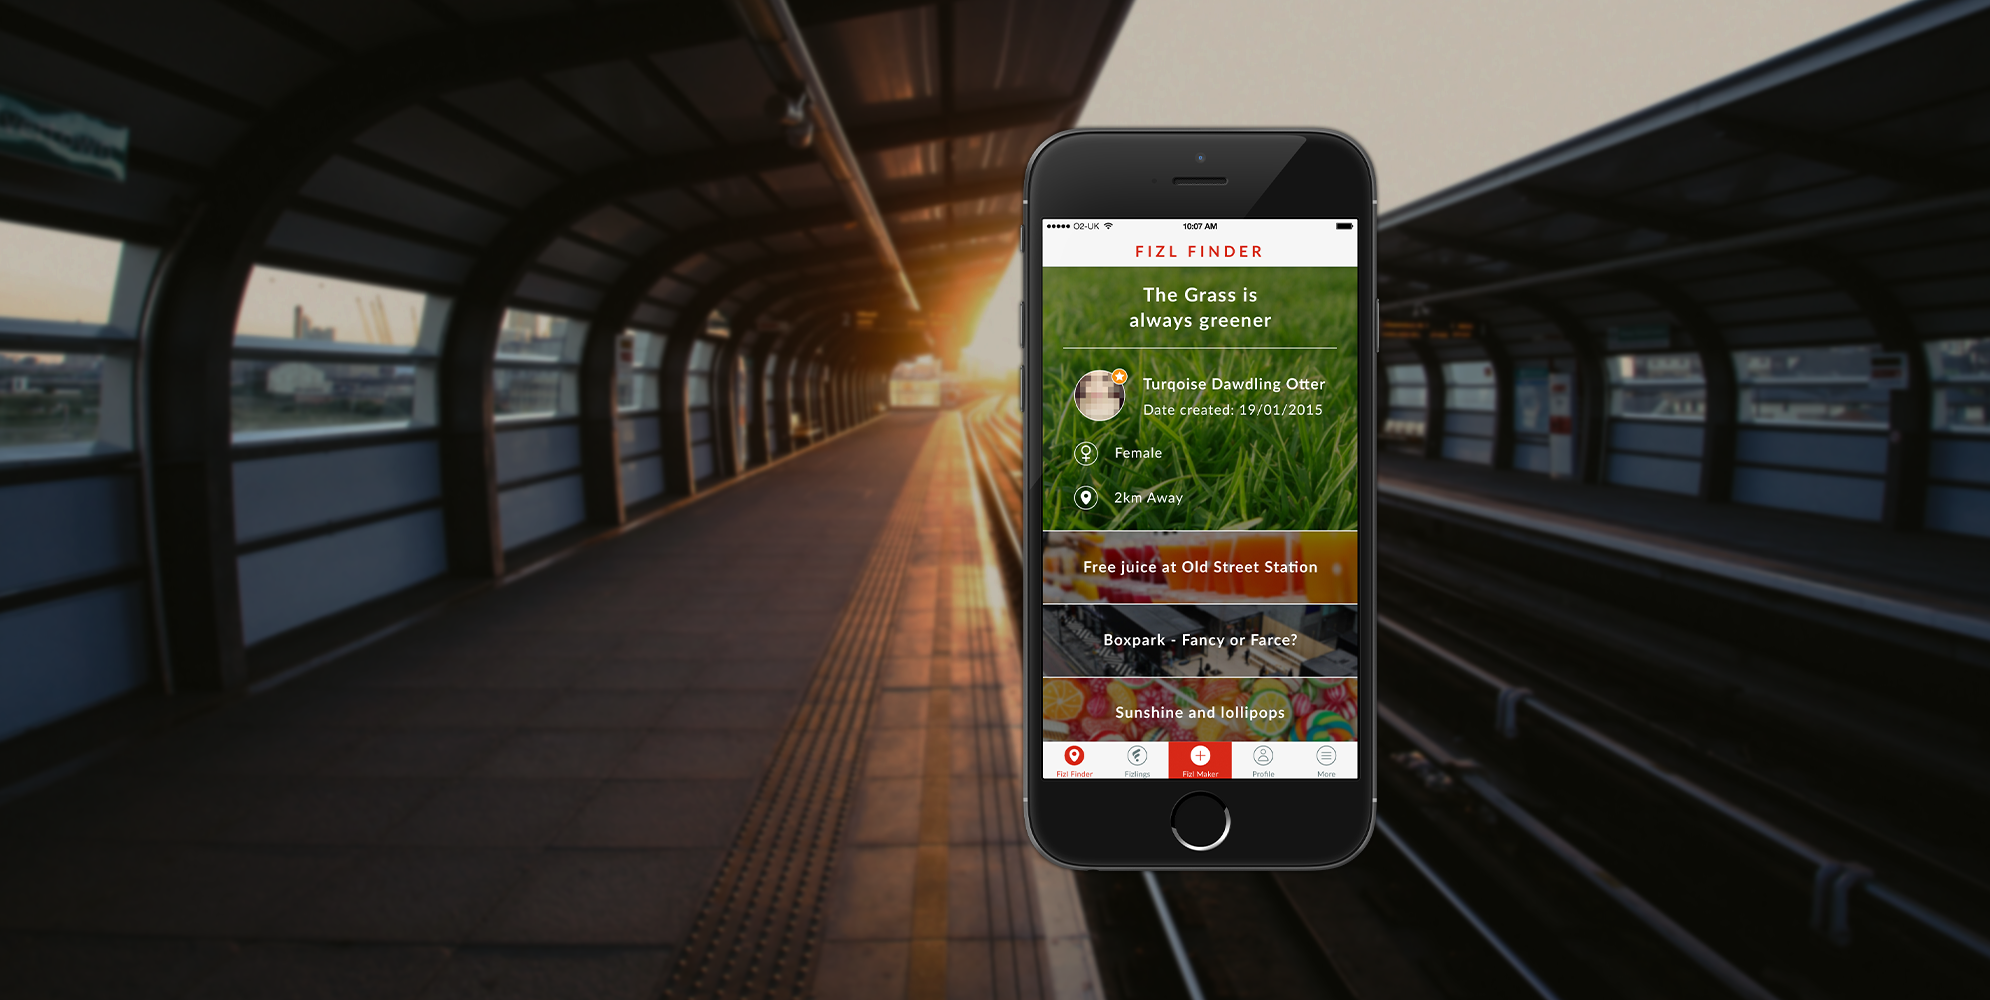 O2-UK
10:07 AM
FIZL FINDER
The Grass is
always greener
Turqoise Dawdling Otter
Date created: 19/01/2015
Female
2km Away
Free juice at Old Street Station
Boxpark - Fancy or Farce?
Sunshine and lollipops
Fizl Finder
Fizlings
Fizl Maker
Profile
More